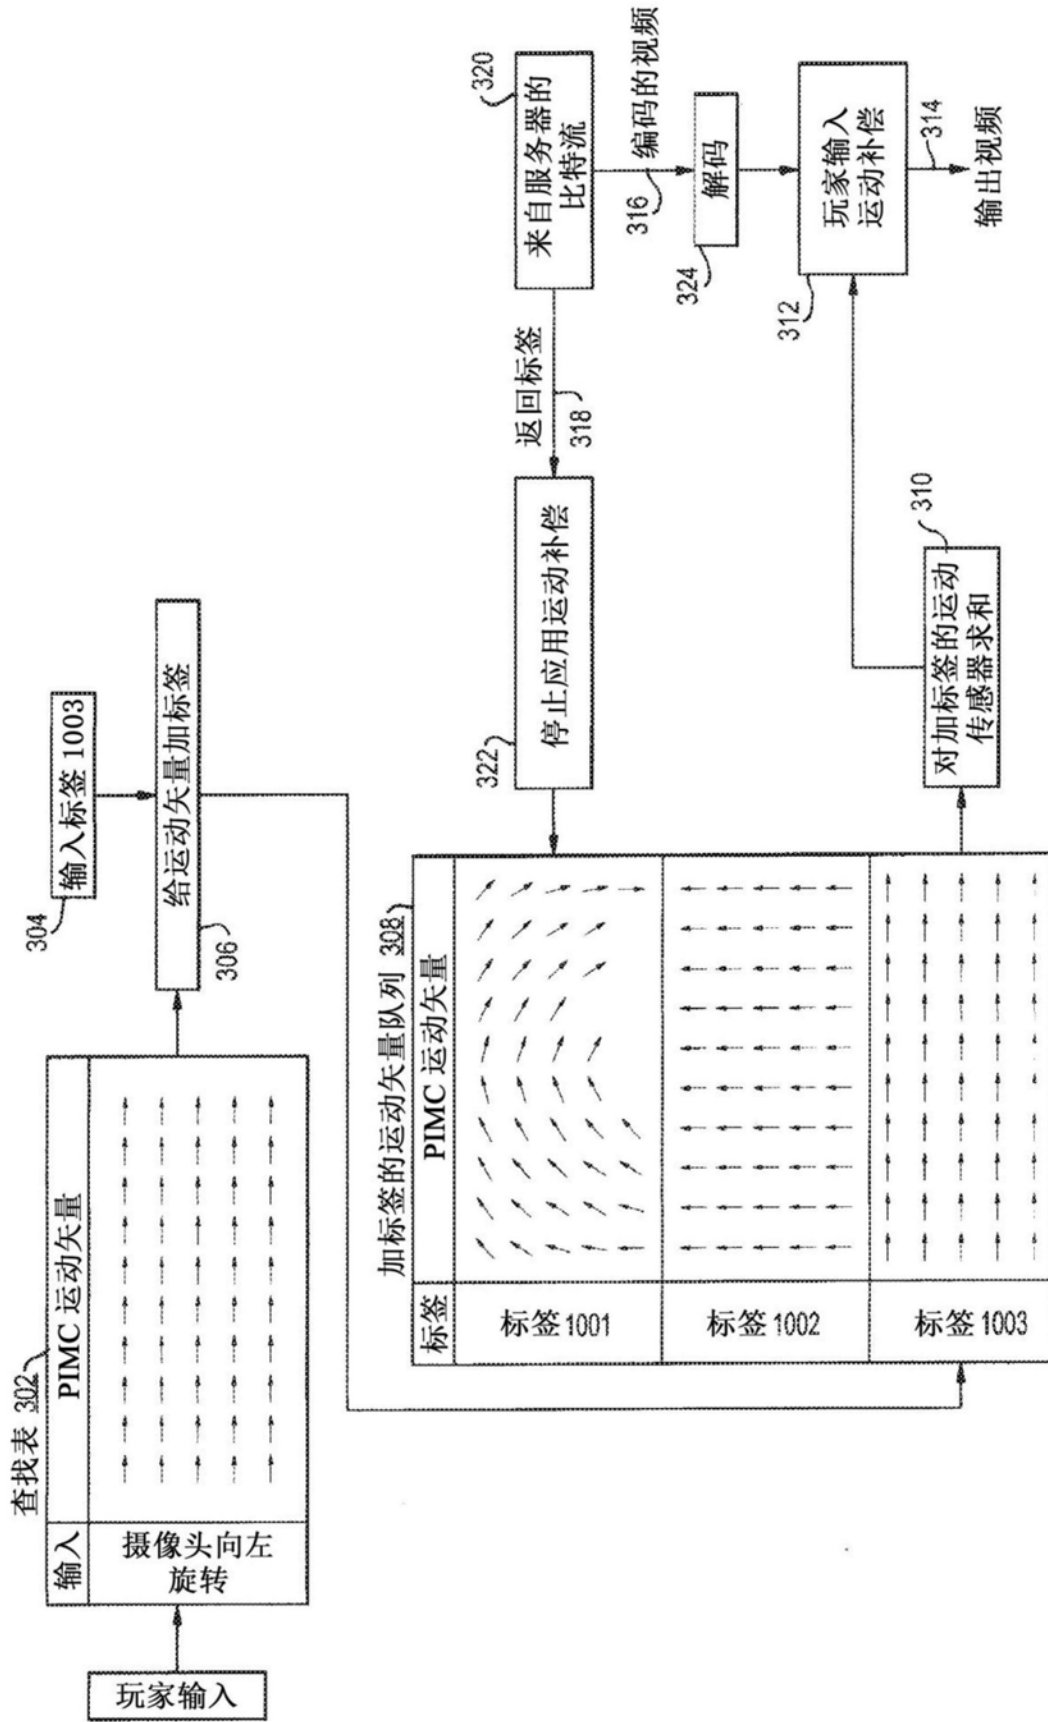 玩家输入
查找表 302
输入
PIMC 运动矢量
摄像头向左
旋转
304
输入标签 1003
给运动矢量加标签
306
加标签的运动矢量队列 308
标签
PIMC 运动矢量
标签 1001
标签 1002
标签 1003
322
停止应用运动补偿
返回标签
318
320
来自服务器的
比特流
316
编码的视频
324
解码
310
对加标签的运动
传感器求和
312
玩家输入
运动补偿
314
输出视频